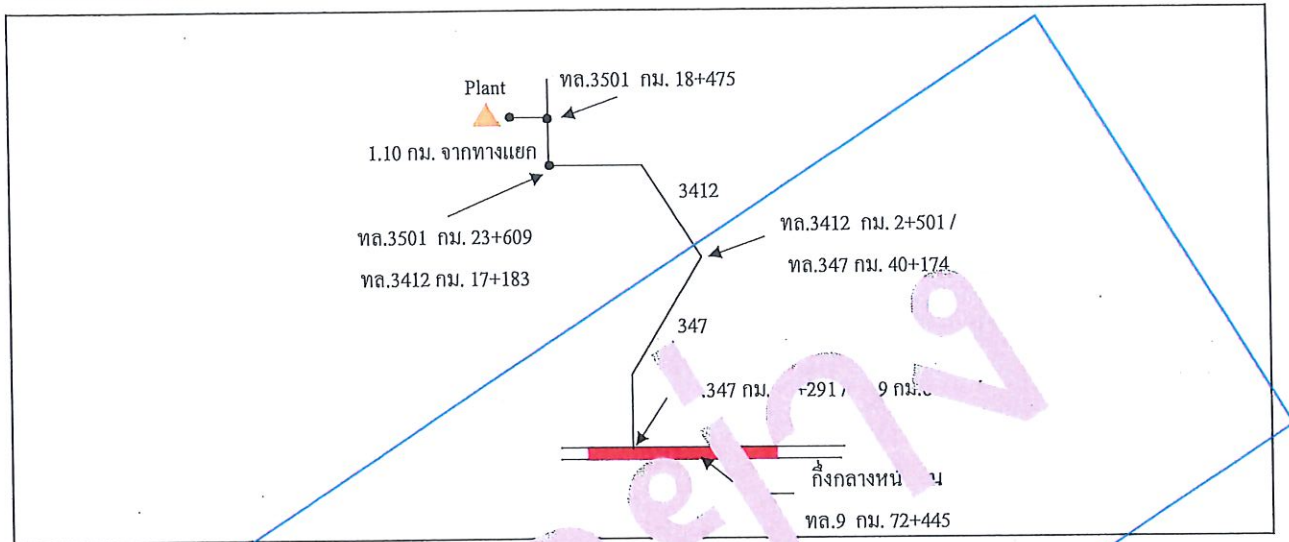 Plant
ทล.3501 กม. 18+475
1.10 กม. จากทางแยก
3412
ทล.3501 กม. 23+609
ทล.3412 กม. 17+183
ทล.3412 กม. 2+501 /
ทล.347 กม. 40+174
347
.347 กม. +291 / 9 กม.
กึ่งกลาง
ทล.9 กม. 72+445